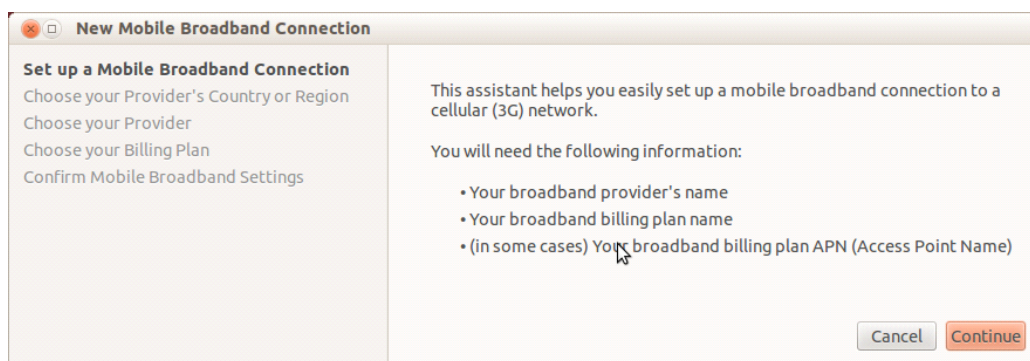 New Mobile Broadband Connection
Set up a Mobile Broadband Connection
Choose your Provider's Country or Region
Choose your Provider
Choose your Billing Plan
Confirm Mobile Broadband Settings
This assistant helps you easily set up a mobile broadband connection to a
cellular (3G) network.
You will need the following information:
• Your broadband provider's name
• Your broadband billing plan name
• (in some cases) Your broadband billing plan APN (Access Point Name)
Cancel
Continue